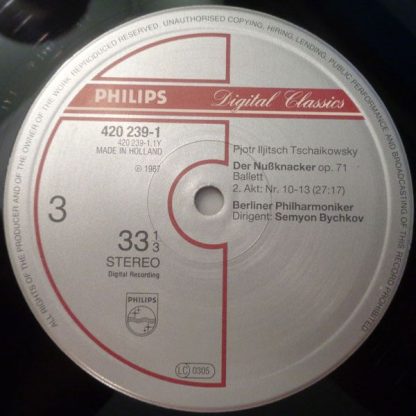 ALL RIGHTS OF THE PRODUCER AND OF THE OWNER OF THE WORK REPRODUCED RESERVED. UNAUTHORISED COPYING, HIRING, LENDING, PUBLIC PERFORMANCE AND BROADCASTING OF THIS RECORD PROHIBITED
PHILIPS Digital Classics
420 239-1
420 239-1.1Y
MADE IN HOLLAND
℗ 1987
3
33 1/3
STEREO
Digital Recording
PHILIPS
Pjotr Iljitsch Tschaikowsky
Der Nußknacker op. 71
Ballett
2. Akt: Nr. 10-13 (27:17)
Berliner Philharmoniker
Dirigent: Semyon Bychkov
LC 0305